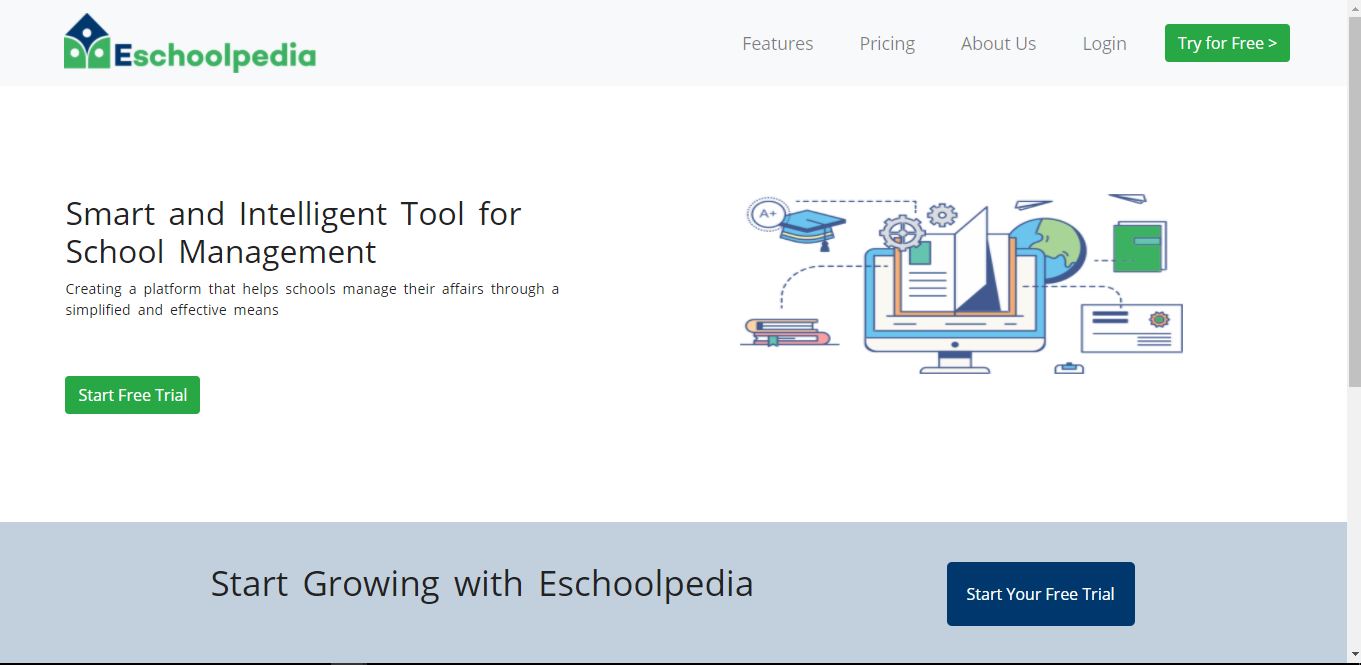 Eschoolpedia
Features
Pricing
About Us
Login
Try for Free >
Smart and Intelligent Tool for
School Management
Creating a platform that helps schools manage their affairs through a
simplified and effective means
A+
Start Free Trial
Start Growing with Eschoolpedia
Start Your Free Trial